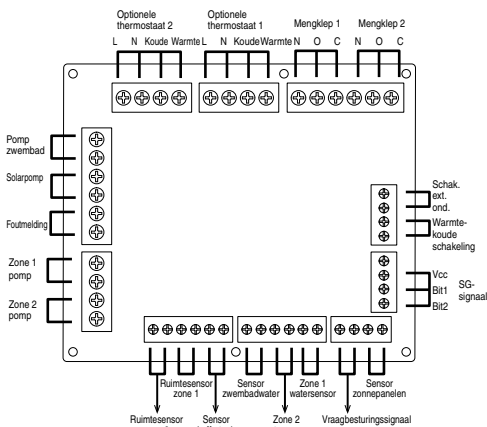 Optionele
thermostaat 2
Optionele
thermostaat 1
Mengklep 1
Mengklep 2
L N Koude Warmte
L N Koude Warmte
N O C
N O C
Pomp
zwembad
Solarpomp
Foutmelding
Zone 1
pomp
Zone 2
pomp
Schak.
ext.
ond.
Warmte-
koude
schakeling
Vcc
Bit1
Bit2
SG-
signaal
Ruimtesensor
zone 1
Sensor
zwembadwater
Zone 1
watersensor
Sensor
zonnepanelen
Ruimtesensor
Sensor
Zone 2
Vraagbesturingssignaal